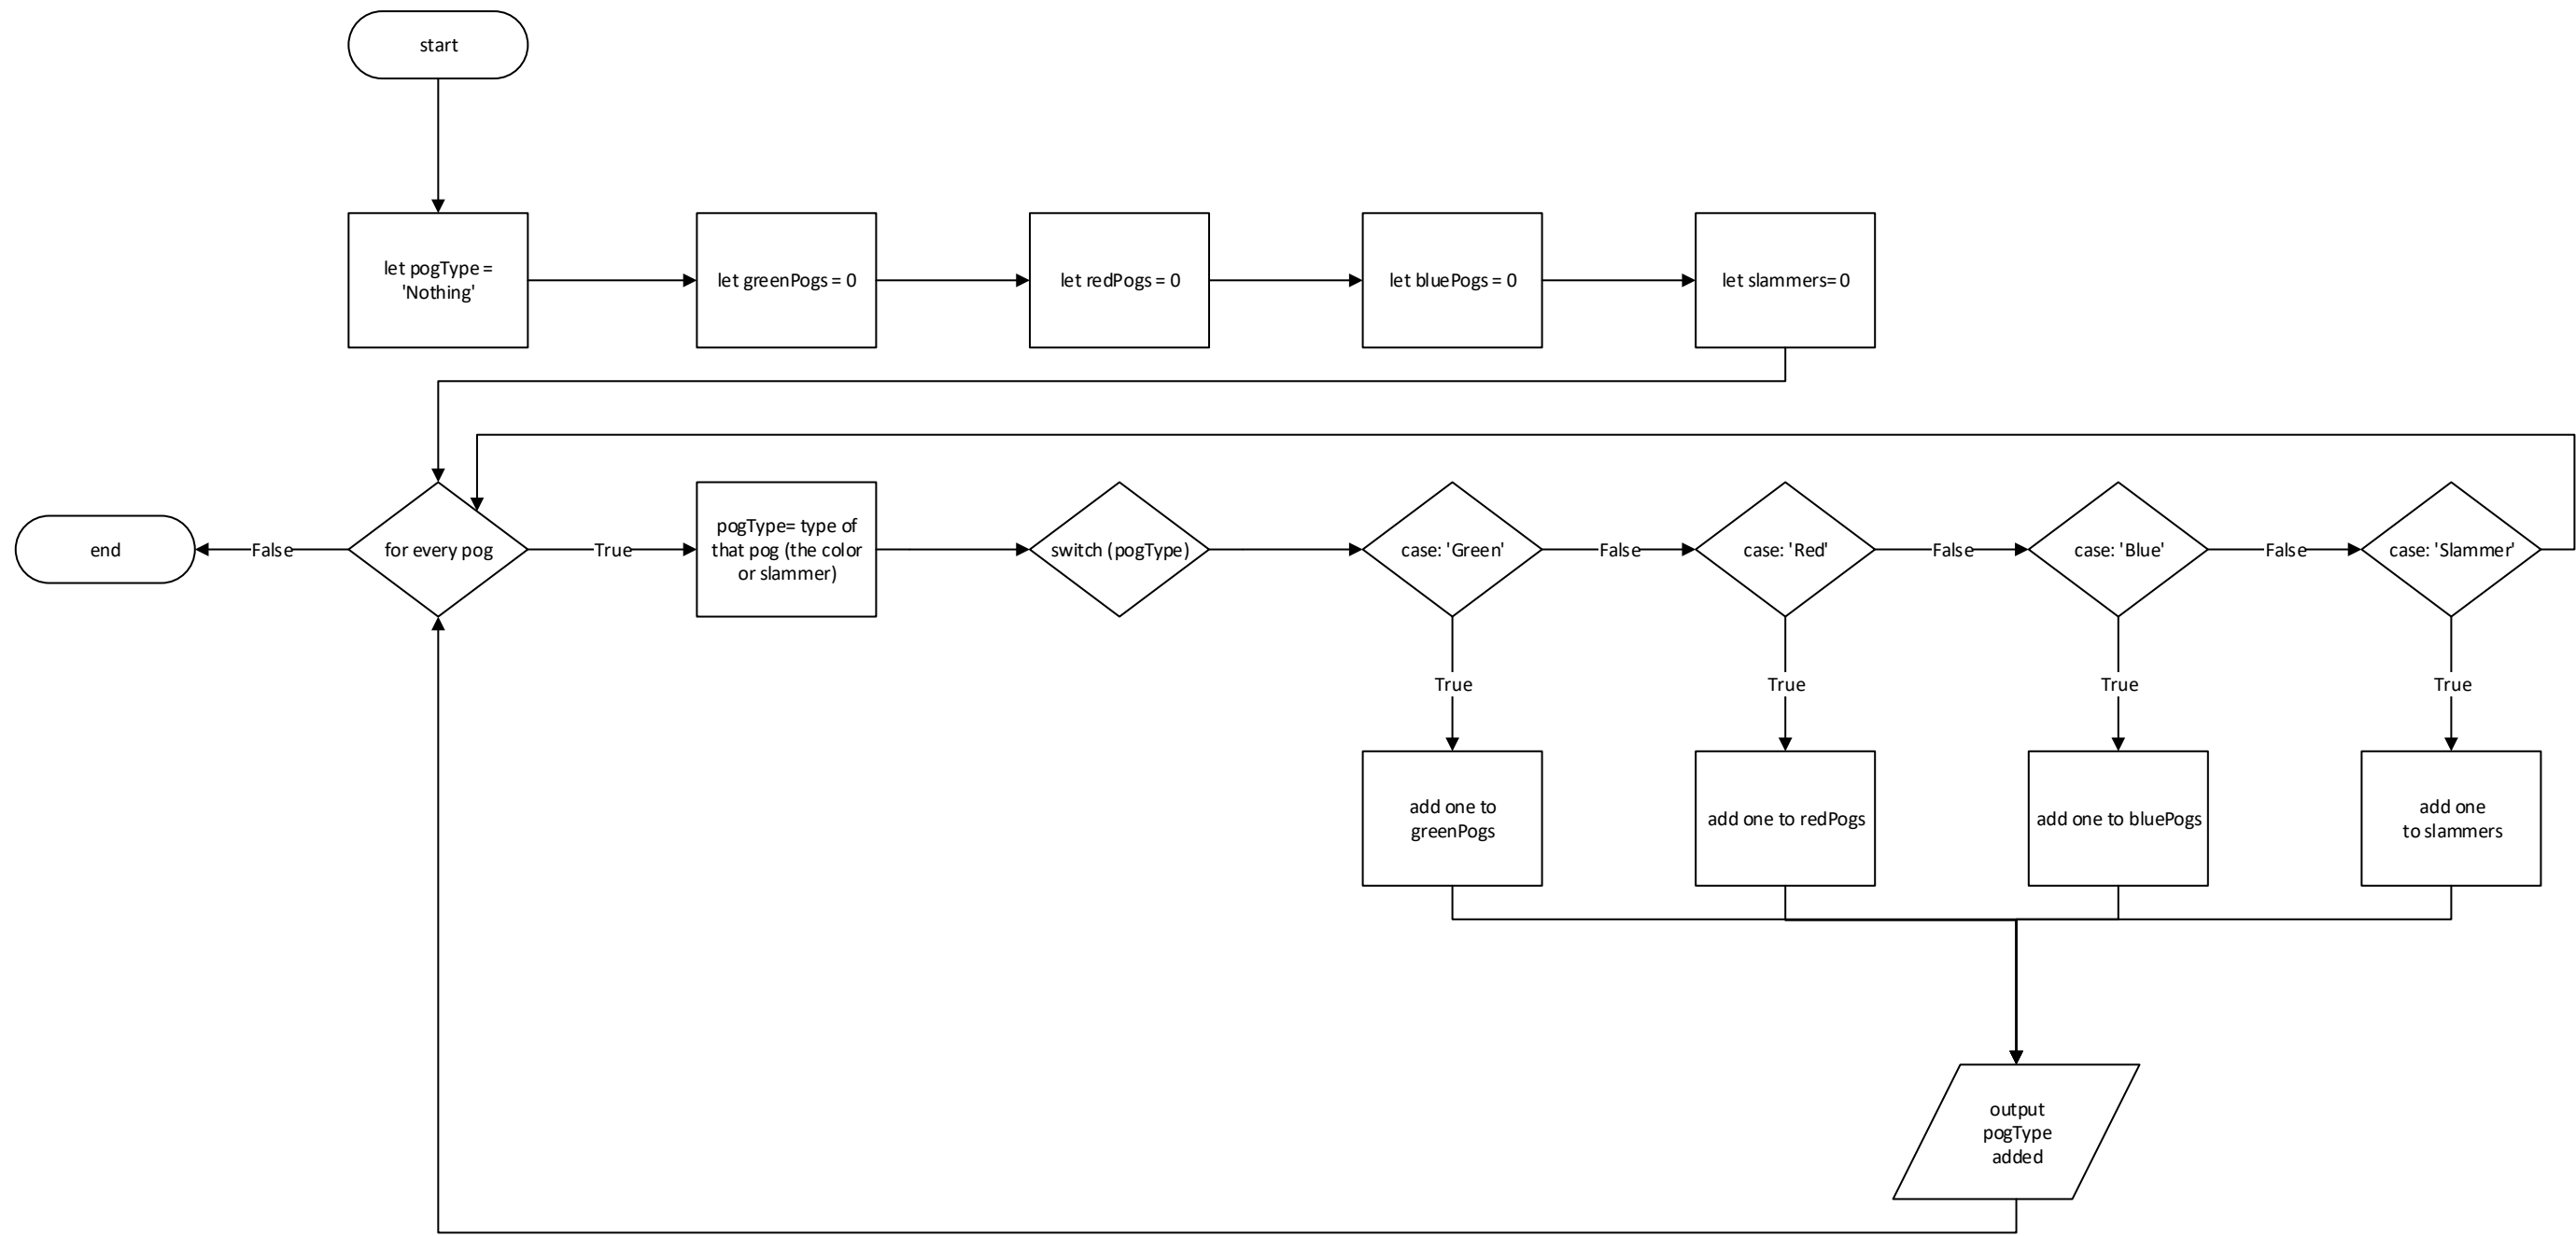 start
let pogType =
'Nothing'
let greenPogs = 0
let redPogs = 0
let bluePogs = 0
let slammers= 0
end
False
for every pog
True
pogType= type of
that pog (the color
or slammer)
switch (pogType)
case: 'Green'
False
case: 'Red'
False
case: 'Blue'
False
case: 'Slammer'
True
True
True
True
add one to
greenPogs
add one to redPogs
add one to bluePogs
add one
to slammers
output
pogType
added